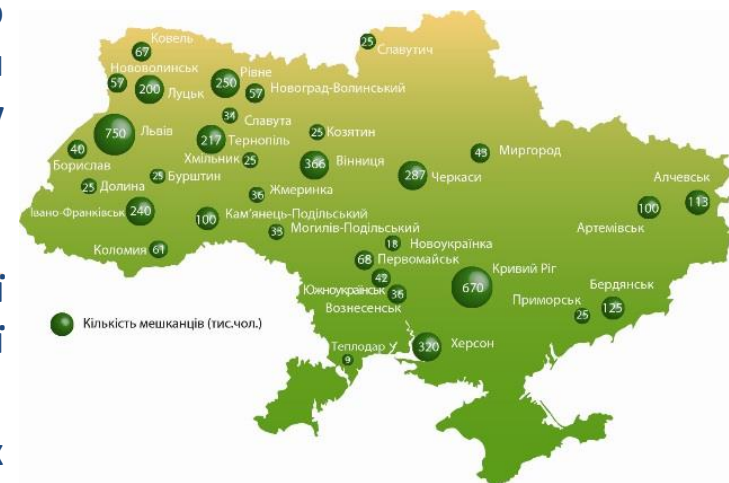 Ковель
67
25
Славутич
Нововолинськ
57
200
Луцьк
Рівне
250
57
Новоград-Волинський
34
Славута
750
Львів
217
Тернопіль
25
Козятин
40
Борислав
Хмільник
25
366
Вінниця
43
Миргород
287
Черкаси
25
Долина
25
Бурштин
36
Жмеринка
Алчевськ
113
100
Артемівськ
Івано-Франківськ
240
100
Кам'янець-Подільський
Могилів-Подільський
Коломия
61
18
Новоукраїнка
68
Первомайськ
42
Южноукраїнськ
36
Вознесенськ
670
Кривий Ріг
Бердянськ
125
Приморськ
25
Кількість мешканців (тис.чол.)
Теплодар
9
320
Херсон